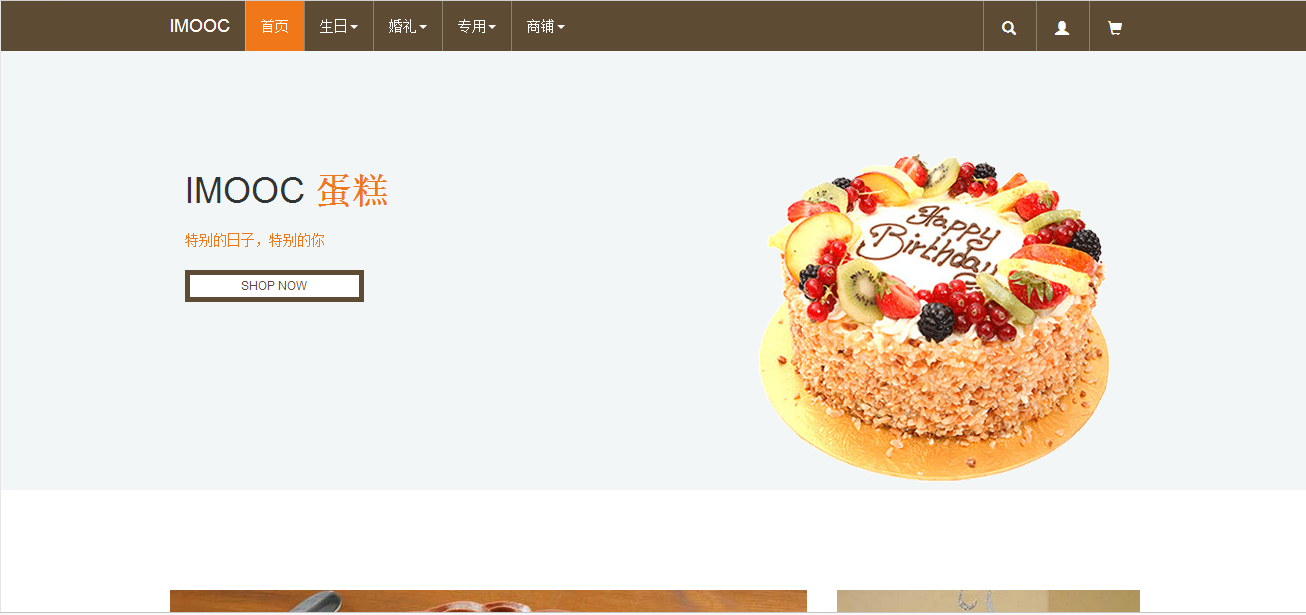 IMOOC 首页 生日 婚礼 专用 商铺
IMOOC 蛋糕
特别的日子，特别的你
SHOP NOW
Happy
Birthday